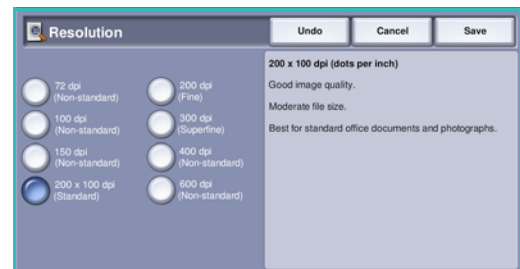 Resolution
Undo
Cancel
Save
72 dpi
(Non-standard)
100 dpi
(Non-standard)
150 dpi
(Non-standard)
200 x 100 dpi
(Standard)
200 dpi
(Fine)
300 dpi
(Superfine)
400 dpi
(Non-standard)
600 dpi
(Non-standard)
200 x 100 dpi (dots per inch)
Good image quality.
Moderate file size.
Best for standard office documents and photographs.